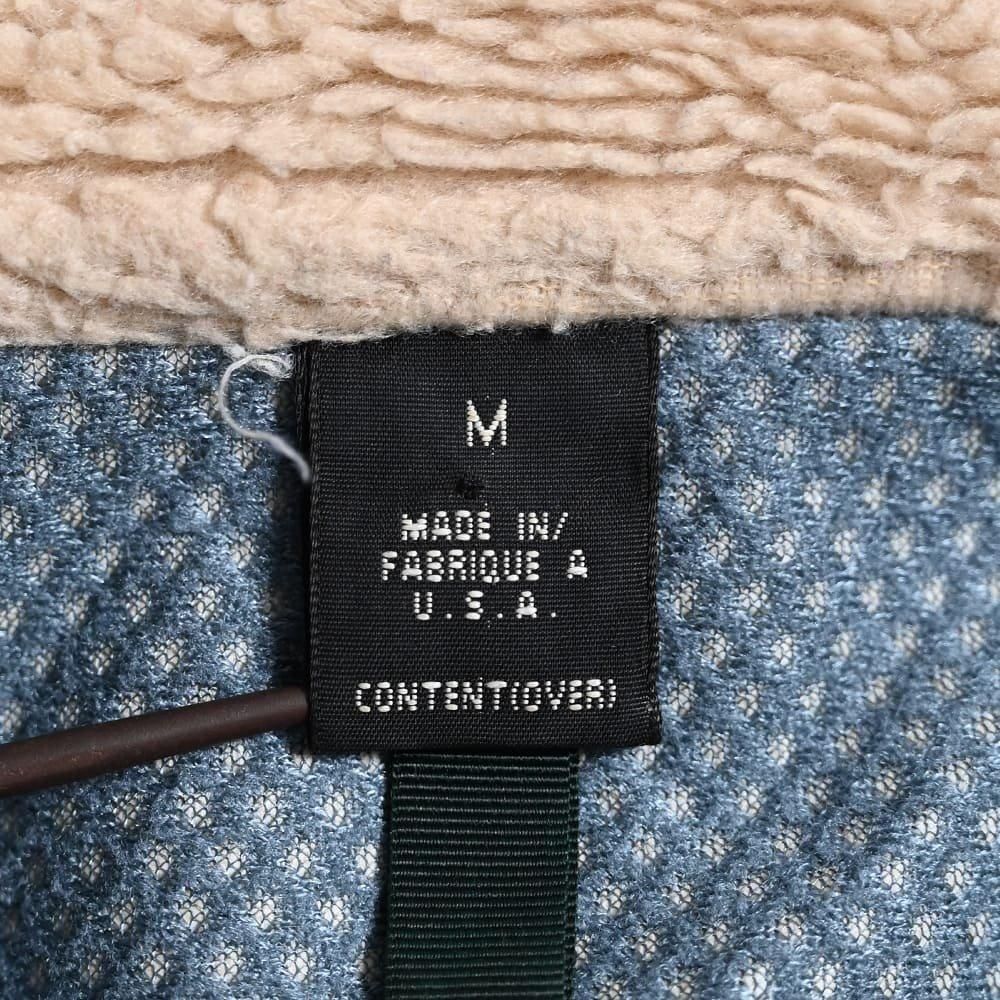 M
MADE IN/
FABRIQUE A
U.S.A.
CONTENT(OVER)